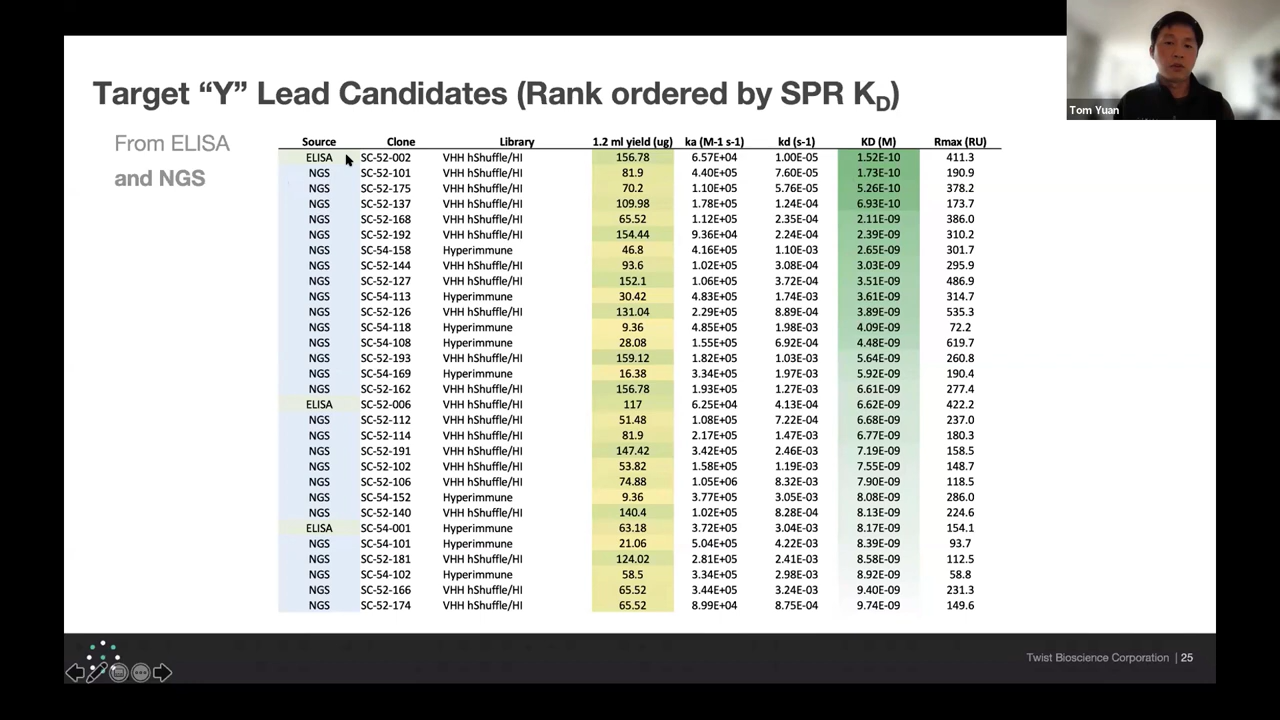 Target “Y” Lead Candidates (Rank ordered by SPR KD)
Tom Yuan
From ELISA
and NGS
Source Clone Library 1.2 ml yield (ug) ka (M-1 s-1) kd (s-1) KD (M) Rmax (RU)
ELISA SC-52-002 VHH hShuffle/HI 156.78 6.57E+04 1.00E-05 1.52E-10 411.3
NGS SC-52-101 VHH hShuffle/HI 81.9 4.40E+05 7.60E-05 1.73E-10 190.9
NGS SC-52-175 VHH hShuffle/HI 70.2 1.10E+05 5.76E-05 5.26E-10 378.2
NGS SC-52-137 VHH hShuffle/HI 109.98 1.78E+05 1.24E-04 6.93E-10 173.7
NGS SC-52-168 VHH hShuffle/HI 65.52 1.12E+05 2.35E-04 2.11E-09 386.0
NGS SC-52-192 VHH hShuffle/HI 154.44 9.36E+04 2.24E-04 2.39E-09 310.2
NGS SC-54-158 Hyperimmune 46.8 4.16E+05 1.10E-03 2.65E-09 301.7
NGS SC-52-144 VHH hShuffle/HI 93.6 1.02E+05 3.08E-04 3.03E-09 295.9
NGS SC-52-127 VHH hShuffle/HI 152.1 1.06E+05 3.72E-04 3.51E-09 486.9
NGS SC-54-113 Hyperimmune 30.42 4.83E+05 1.74E-03 3.61E-09 314.7
NGS SC-52-126 VHH hShuffle/HI 131.04 2.29E+05 8.89E-04 3.89E-09 535.3
NGS SC-54-118 Hyperimmune 9.36 4.85E+05 1.98E-03 4.09E-09 72.2
NGS SC-54-108 Hyperimmune 28.08 1.55E+05 6.92E-04 4.48E-09 619.7
NGS SC-52-193 VHH hShuffle/HI 159.12 1.82E+05 1.03E-03 5.64E-09 260.8
NGS SC-54-169 Hyperimmune 16.38 3.34E+05 1.97E-03 5.92E-09 190.4
NGS SC-52-162 VHH hShuffle/HI 156.78 1.93E+05 1.27E-03 6.61E-09 277.4
ELISA SC-52-006 VHH hShuffle/HI 117 6.25E+04 4.13E-04 6.62E-09 422.2
NGS SC-52-112 VHH hShuffle/HI 51.48 1.08E+05 7.22E-04 6.68E-09 237.0
NGS SC-52-114 VHH hShuffle/HI 81.9 2.17E+05 1.47E-03 6.77E-09 180.3
NGS SC-52-191 VHH hShuffle/HI 147.42 3.42E+05 2.46E-03 7.19E-09 158.5
NGS SC-52-102 VHH hShuffle/HI 53.82 1.58E+05 1.19E-03 7.55E-09 148.7
NGS SC-52-106 VHH hShuffle/HI 74.88 1.05E+06 8.32E-03 7.90E-09 118.5
NGS SC-54-152 Hyperimmune 9.36 3.77E+05 3.05E-03 8.08E-09 286.0
NGS SC-52-140 VHH hShuffle/HI 140.4 1.02E+05 8.28E-04 8.13E-09 224.6
ELISA SC-54-001 Hyperimmune 63.18 3.72E+05 3.04E-03 8.17E-09 154.1
NGS SC-54-101 Hyperimmune 21.06 5.04E+05 4.22E-03 8.39E-09 93.7
NGS SC-52-181 VHH hShuffle/HI 124.02 2.81E+05 2.41E-03 8.58E-09 112.5
NGS SC-54-102 Hyperimmune 58.5 3.34E+05 2.98E-03 8.92E-09 58.8
NGS SC-52-166 VHH hShuffle/HI 65.52 3.44E+05 3.24E-03 9.40E-09 231.3
NGS SC-52-174 VHH hShuffle/HI 65.52 8.99E+04 8.75E-04 9.74E-09 149.6
Twist Bioscience Corporation | 25